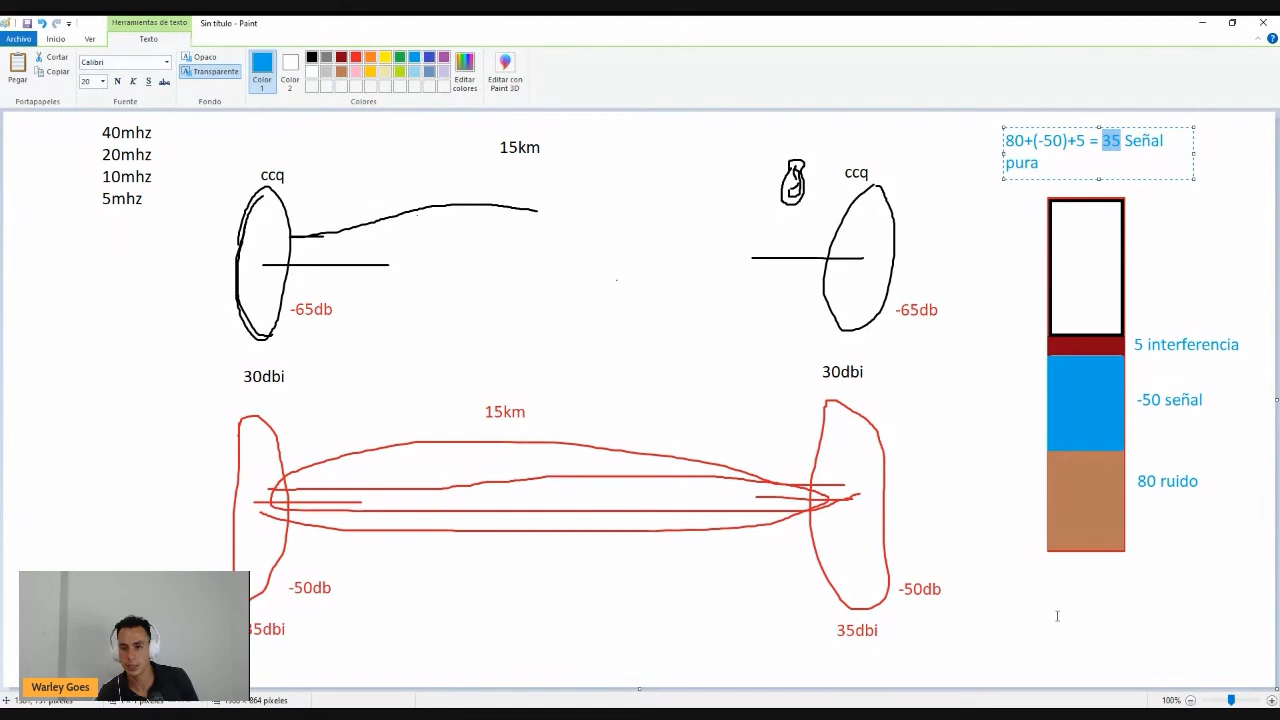 Herramientas de texto
Sin título - Paint
Archivo
Inicio
Ver
Texto
Pegar
Cortar
Copiar
Portapapeles
Calibri
20
N
K
S
abc
Fuente
Opaco
Transparente
Fondo
Color
1
Color
2
Editar
colores
Editar con
Paint 3D
Colores
40mhz
20mhz
10mhz
5mhz
15km
ccq
ccq
80+(-50)+5 = 35 Señal
pura
-65db
-65db
30dbi
30dbi
5 interferencia
-50 señal
80 ruido
15km
-50db
-50db
35dbi
35dbi
Warley Goes
100%